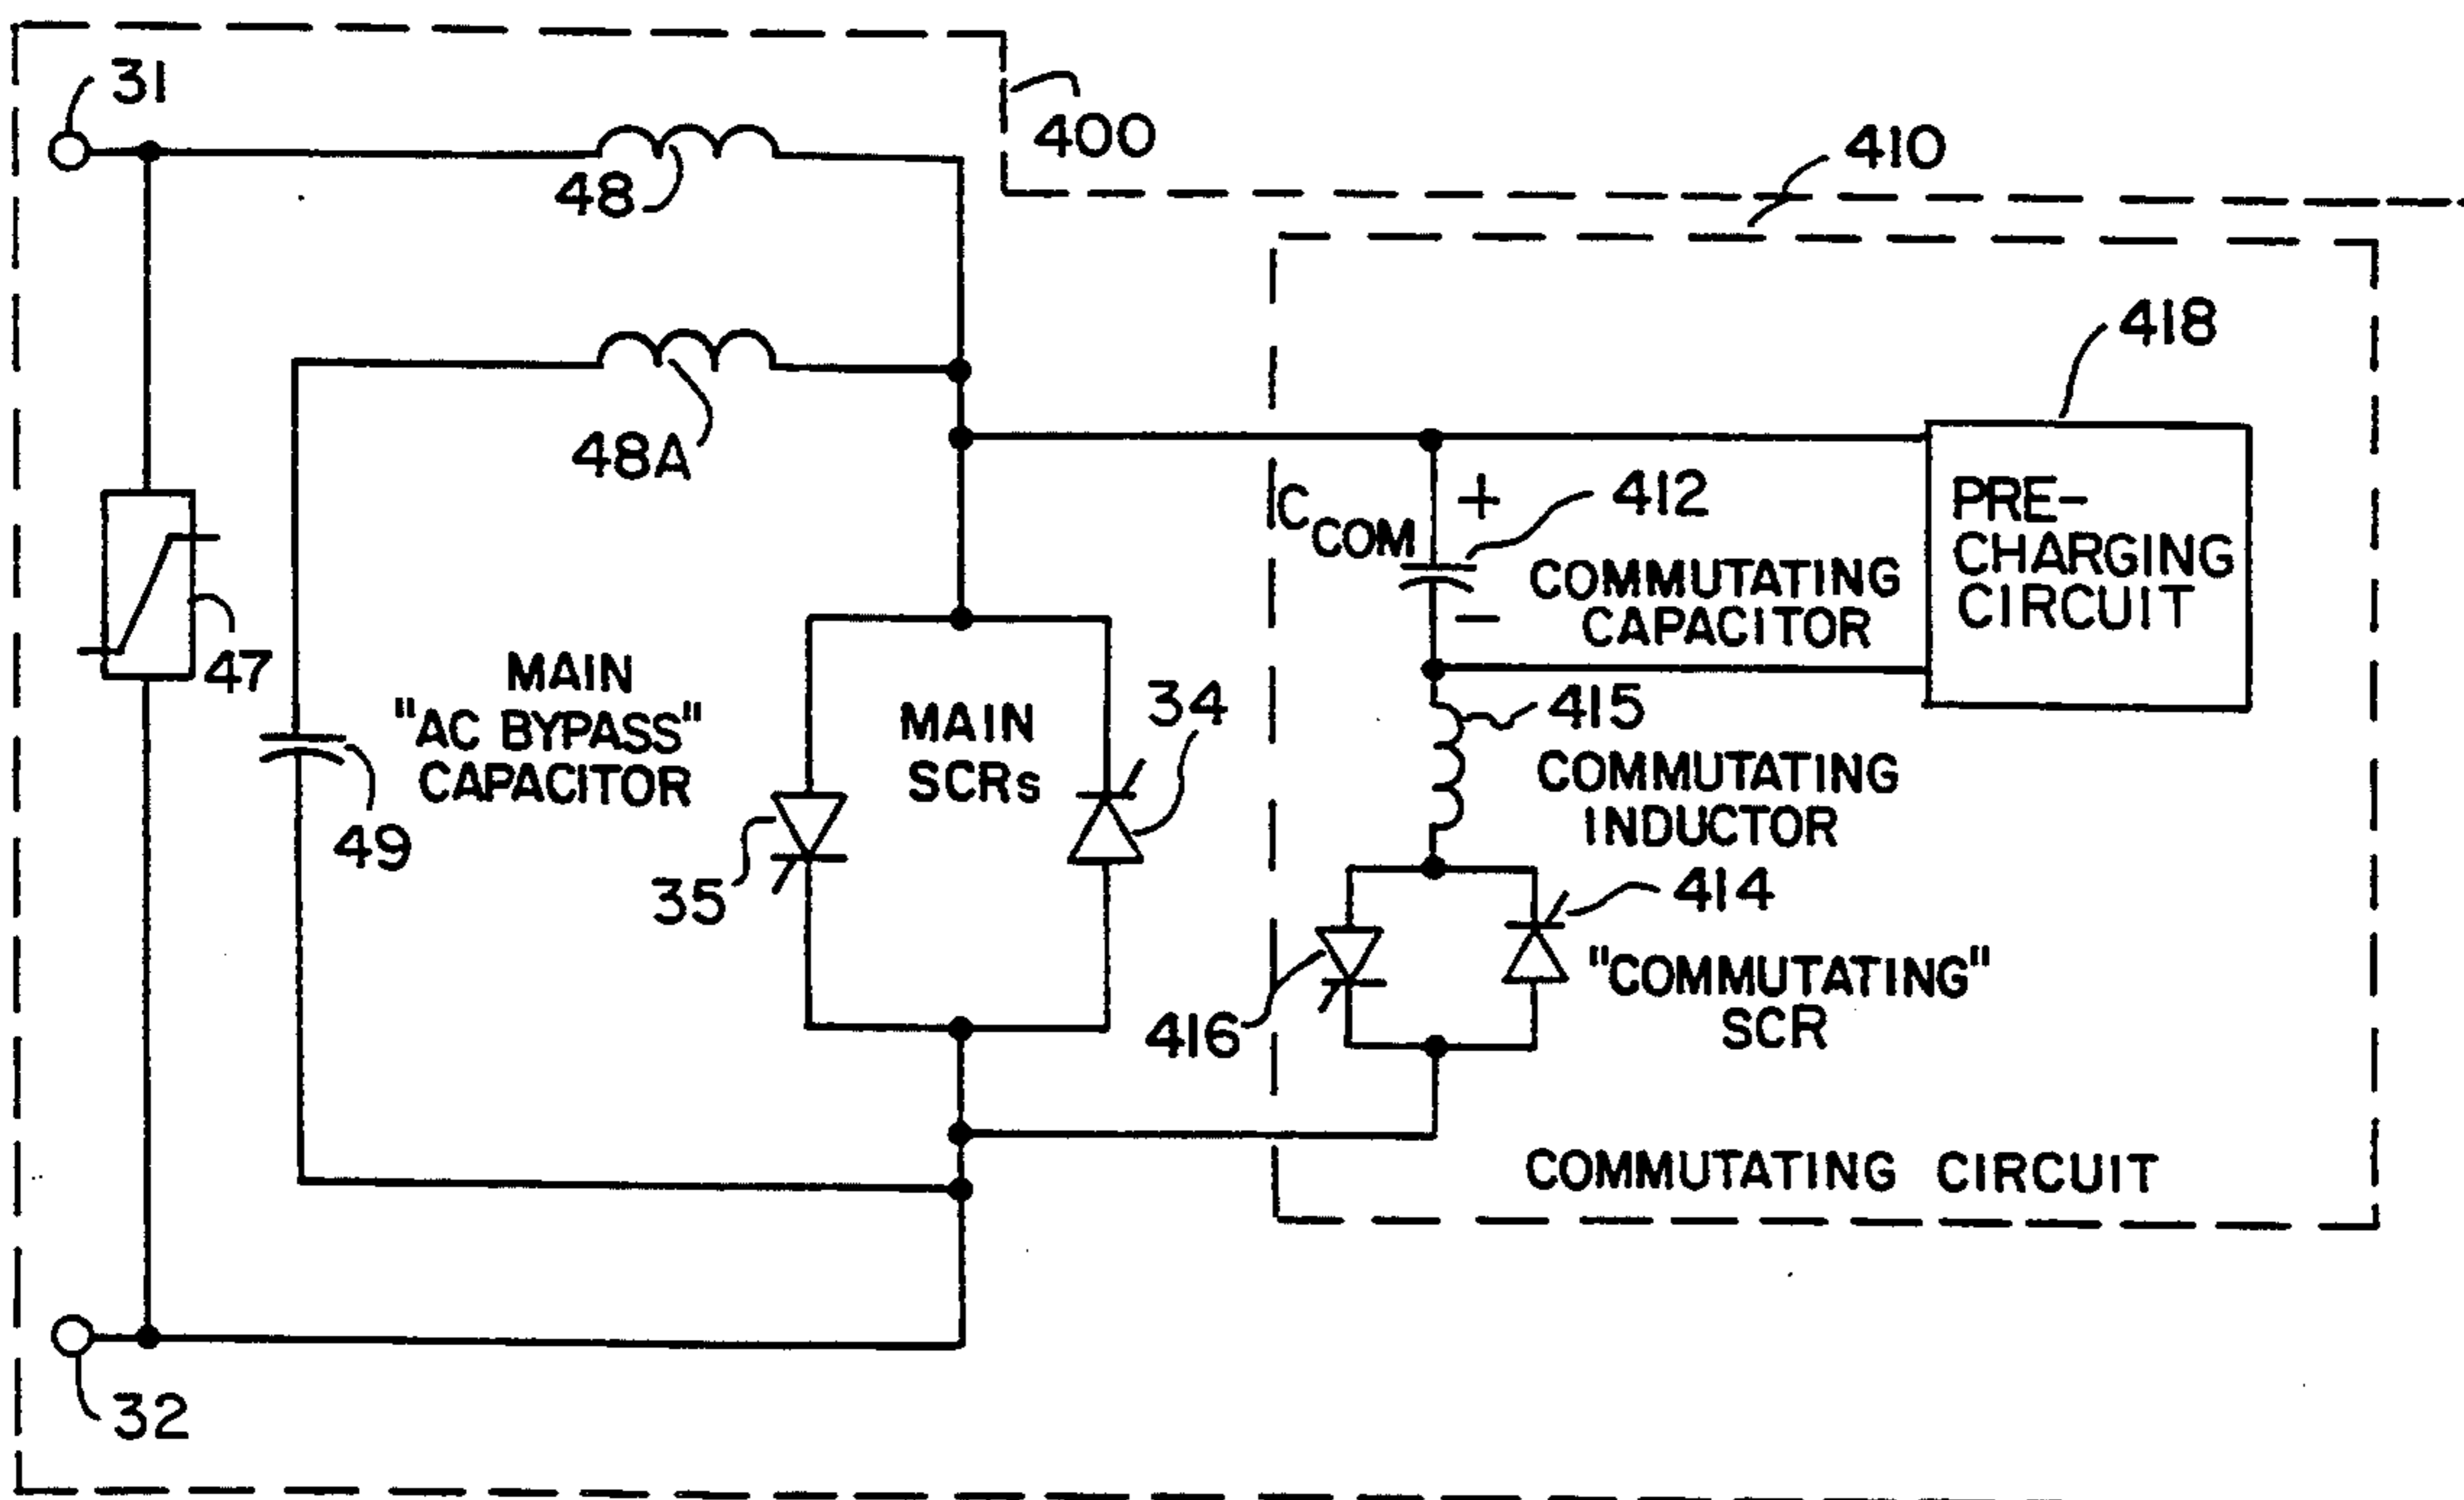 31
400
48
410
418
48A
412
+
C COM
PRE-
CHARGING
CIRCUIT
COMMUTATING
CAPACITOR
−
47
MAIN
"AC BYPASS"
CAPACITOR
MAIN
SCRs
34
415
COMMUTATING
INDUCTOR
49
35
414
"COMMUTATING"
SCR
416
COMMUTATING CIRCUIT
32